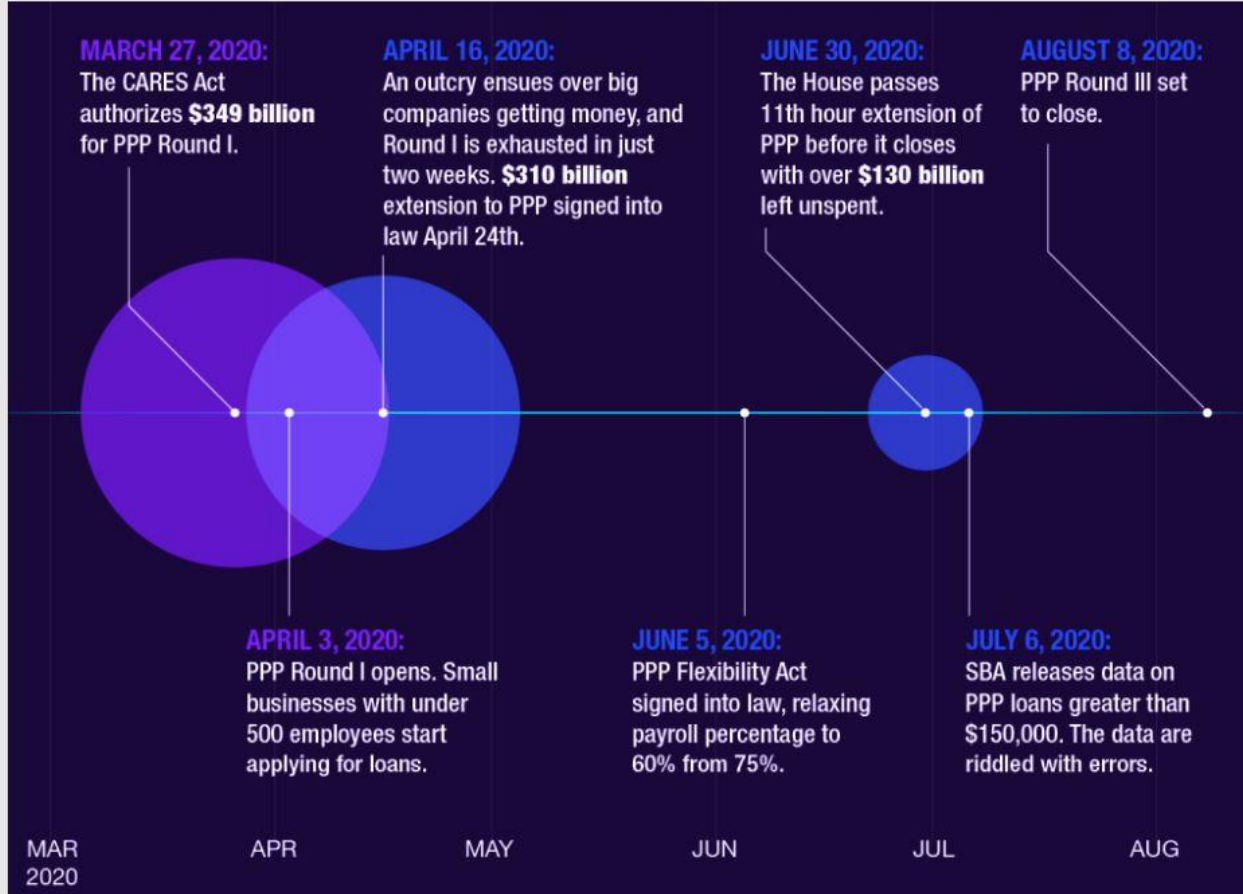 MARCH 27, 2020:
The CARES Act
authorizes $349 billion
for PPP Round I.
APRIL 16, 2020:
An outcry ensues over big
companies getting money, and
Round I is exhausted in just
two weeks. $310 billion
extension to PPP signed into
law April 24th.
JUNE 30, 2020:
The House passes
11th hour extension of
PPP before it closes
with over $130 billion
left unspent.
AUGUST 8, 2020:
PPP Round III set
to close.
APRIL 3, 2020:
PPP Round I opens. Small
businesses with under
500 employees start
applying for loans.
JUNE 5, 2020:
PPP Flexibility Act
signed into law, relaxing
payroll percentage to
60% from 75%.
JULY 6, 2020:
SBA releases data on
PPP loans greater than
$150,000. The data are
riddled with errors.
MAR
2020
APR
MAY
JUN
JUL
AUG